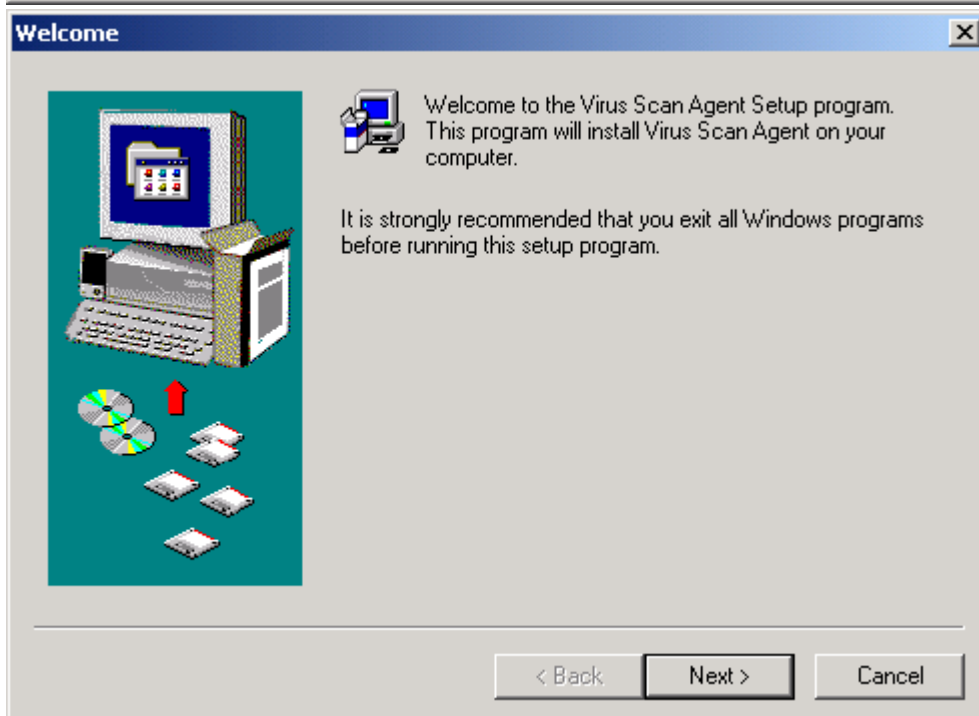 Welcome
Welcome to the Virus Scan Agent Setup program.
This program will install Virus Scan Agent on your
computer.
It is strongly recommended that you exit all Windows programs
before running this setup program.
< Back
Next >
Cancel